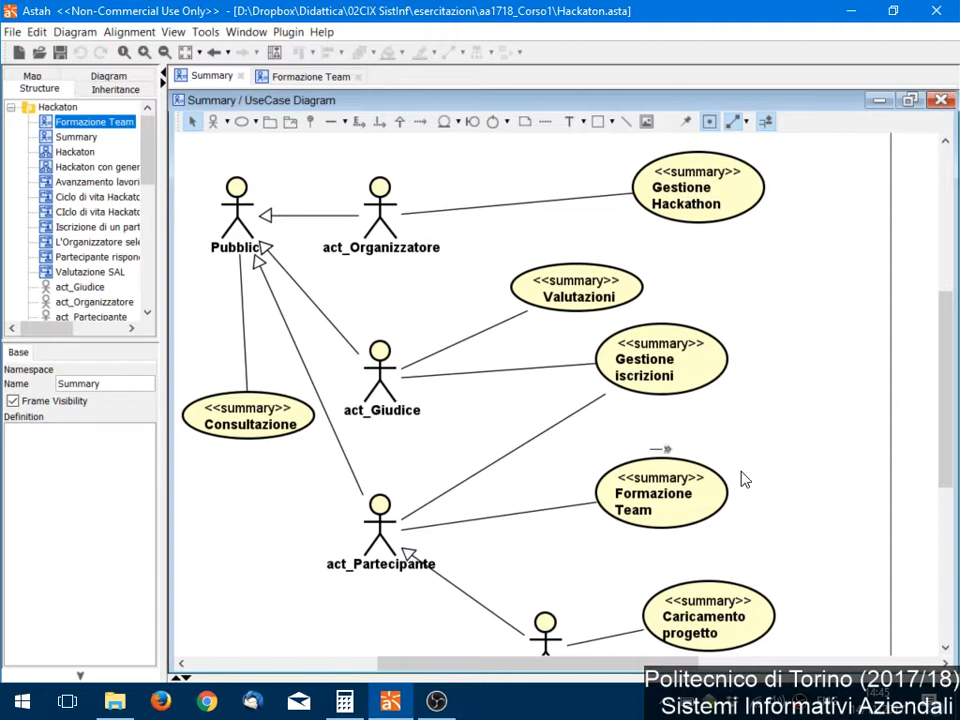 Astah <<Non-Commercial Use Only>> - [D:\Dropbox\Didattica\02CIX SistInf\esercitazioni\aa1718_Corso1\Hackaton.asta]
File Edit Diagram Alignment View Tools Window Plugin Help
Map Diagram
Structure Inheritance
Summary Formazione Team
Summary / UseCase Diagram
Hackaton
Formazione Team
Summary
Hackaton
Hackaton con gener
Avanzamento lavori
Ciclo di vita Hackato
CIclo di vita Hackato
Iscrizione di un part
L'Organizzatore sele
Partecipante rispon
Valutazione SAL
act_Giudice
act_Organizzatore
act_Partecipante
Base
Namespace
Name Summary
Frame Visibility
Definition
<<summary>>
Gestione
Hackathon
Pubblic
act_Organizzatore
<<summary>>
Valutazioni
<<summary>>
Gestione
iscrizioni
act_Giudice
<<summary>>
Consultazione
<<summary>>
Formazione
Team
act_Partecipante
<<summary>>
Caricamento
progetto
Politecnico di Torino (2017/18)
14:45
Sistemi Informativi Aziendali